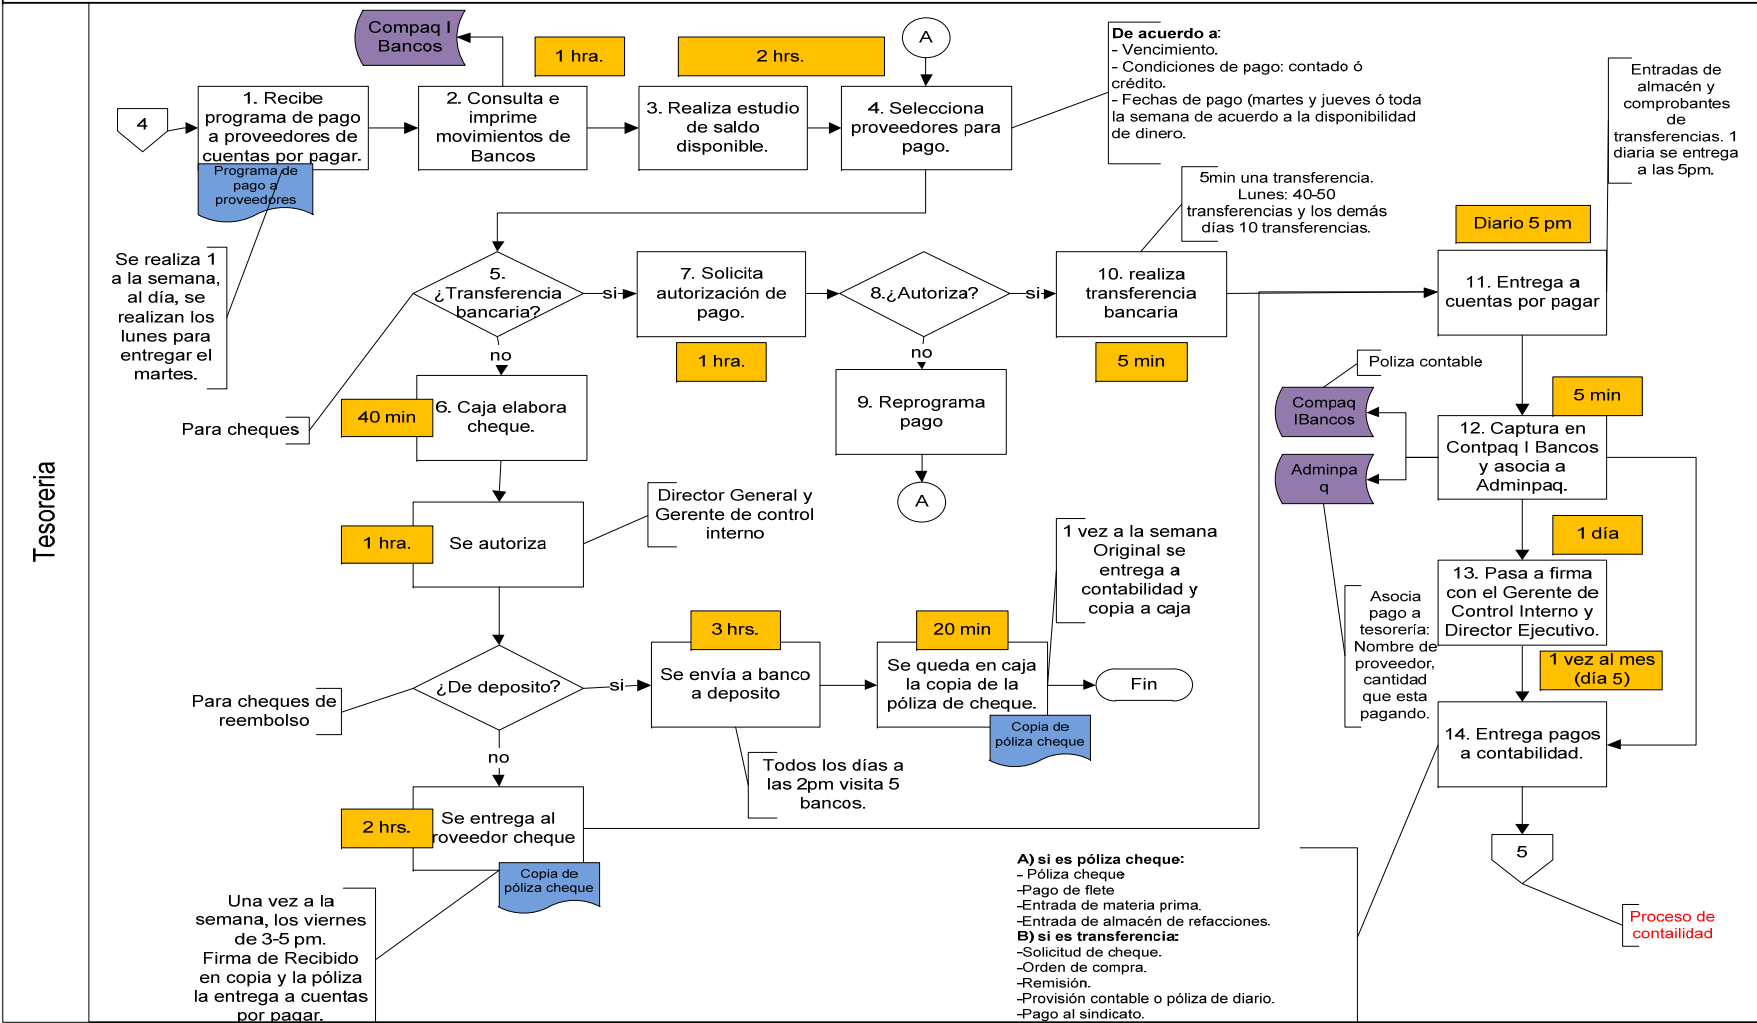 Tesoreria
Compaq I
Bancos
1 hra.
2 hrs.
A
De acuerdo a:
- Vencimiento.
- Condiciones de pago: contado ó
crédito.
- Fechas de pago (martes y jueves ó toda
la semana de acuerdo a la disponibilidad
de dinero.
Entradas de
almacén y
comprobantes
de
transferencias. 1
diaria se entrega
a las 5pm.
4
1. Recibe
programa de pago
a proveedores de
cuentas por pagar.
Programa de
pago a
proveedores
2. Consulta e
imprime
movimientos de
Bancos
3. Realiza estudio
de saldo
disponible.
4. Selecciona
proveedores para
pago.
5min una transferencia.
Lunes: 40-50
transferencias y los demás
días 10 transferencias.
Diario 5 pm
Se realiza 1
a la semana,
al día, se
realizan los
lunes para
entregar el
martes.
5.
¿Transferencia
bancaria?
si
7. Solicita
autorización de
pago.
1 hra.
8.¿Autoriza?
si
10. realiza
transferencia
bancaria
5 min
11. Entrega a
cuentas por pagar
no
no
Para cheques
40 min
6. Caja elabora
cheque.
9. Reprograma
pago
A
Poliza contable
Compaq
IBancos
Adminpa
q
5 min
12. Captura en
Contpaq I Bancos
y asocia a
Adminpaq.
1 hra.
Se autoriza
Director General y
Gerente de control
interno
1 vez a la semana
Original se
entrega a
contabilidad y
copia a caja
1 día
13. Pasa a firma
con el Gerente de
Control Interno y
Director Ejecutivo.
Asocia
pago a
tesorería:
Nombre de
proveedor,
cantidad
que esta
pagando.
3 hrs.
20 min
1 vez al mes
(día 5)
Para cheques de
reembolso
¿De deposito?
si
Se envía a banco
a deposito
Se queda en caja
la copia de la
póliza de cheque.
Copia de
póliza cheque
Fin
14. Entrega pagos
a contabilidad.
no
Todos los días a
las 2pm visita 5
bancos.
2 hrs.
Se entrega al
roveedor cheque
Copia de
póliza cheque
5
Una vez a la
semana, los viernes
de 3-5 pm.
Firma de Recibido
en copia y la póliza
la entrega a cuentas
por pagar.
A) si es póliza cheque:
- Póliza cheque
-Pago de flete
-Entrada de materia prima.
-Entrada de almacén de refacciones.
B) si es transferencia:
-Solicitud de cheque.
-Orden de compra.
-Remisión.
-Provisión contable o póliza de diario.
-Pago al sindicato.
Proceso de
contailidad